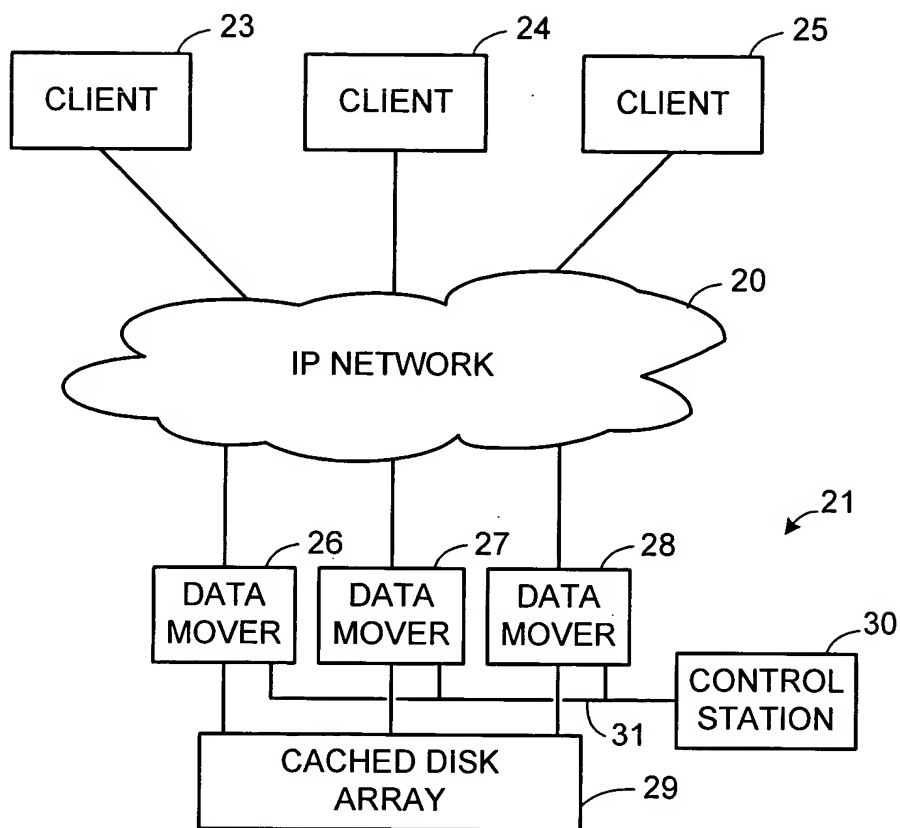 23
24
25
CLIENT
CLIENT
CLIENT
20
IP NETWORK
21
26
27
28
DATA
MOVER
DATA
MOVER
DATA
MOVER
30
CONTROL
STATION
31
CACHED DISK
ARRAY
29